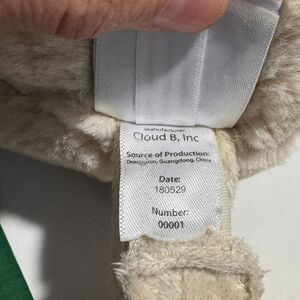 Manufacturer:
Cloud B, Inc
Source of Production:
Dongguan, Guangdong, China
Date:
180529
Number:
00001